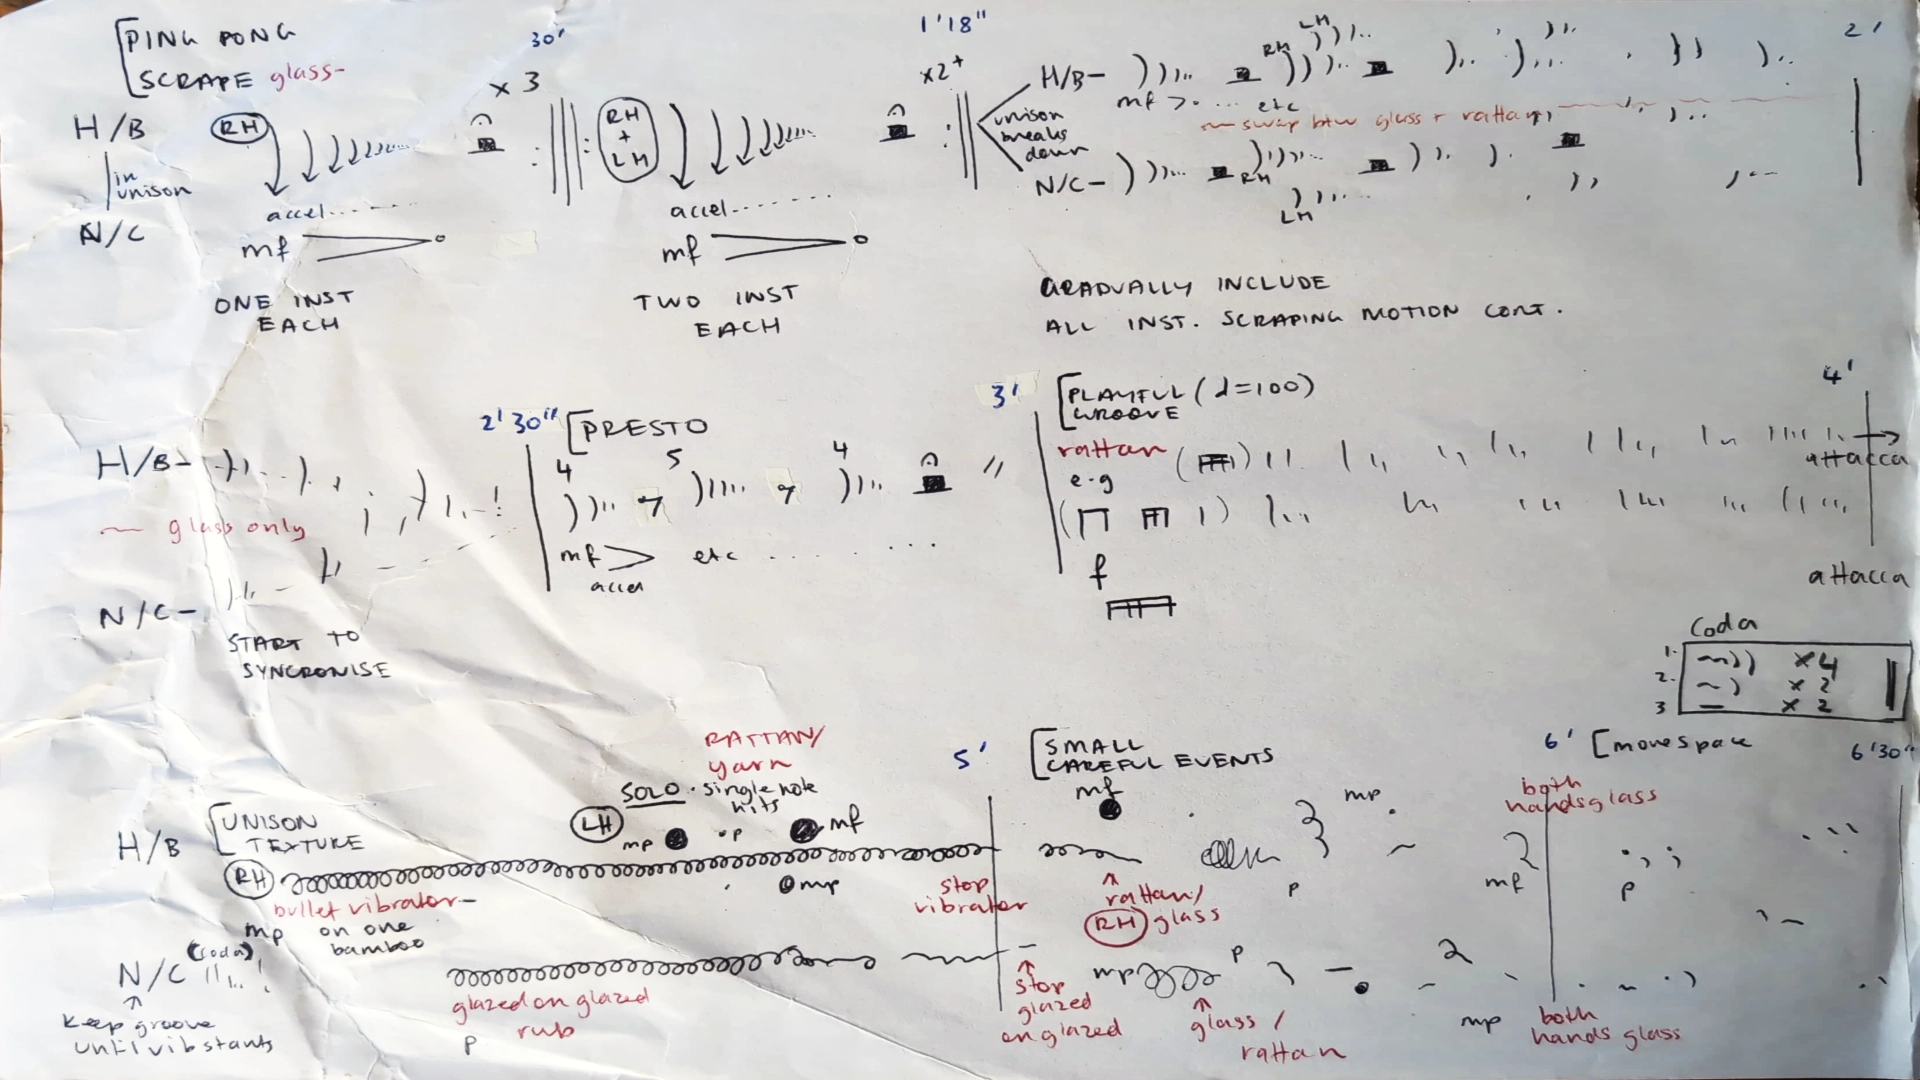 PING PONG
SCRAPE glass-
30'
x 3
1'18"
x2+
2'
H/B
in unison
N/C
RH
accel........
mf
ONE INST
EACH
RH
+
LH
accel........
mf
TWO INST
EACH
unison
breaks
down
H/B-
RH
LH
mf > .... etc
~ swap btw glass + rattan
N/C-
RH
LH
GRADUALLY INCLUDE
ALL INST. SCRAPING MOTION CONT.
H/B-
~ glass only
N/C-
START TO
SYNCRONISE
2'30"
PRESTO
4
5
4
mf > etc ........
accel
3'
PLAYFUL (♩=100)
GROOVE
rattan
e.g
f
4'
attacca
attacca
Coda
1. ~)) x4
2. ~) x2
3 — x2
H/B
UNISON
TEXTURE
RH
bullet vibrator-
mp on one
bamboo
RATTAN/
yarn
SOLO. single note
hits
LH
mp
p
mf
mp
stop
vibrator
N/C
(coda)
keep groove
until vib starts
glazed on glazed
rub
p
5'
SMALL
CAREFUL EVENTS
mf
mp
rattan/
RH glass
p
mf
stop
glazed
on glazed
mp
p
glass/
rattan
mp
6'
move space
6'30"
both
hands glass
p
both
hands glass